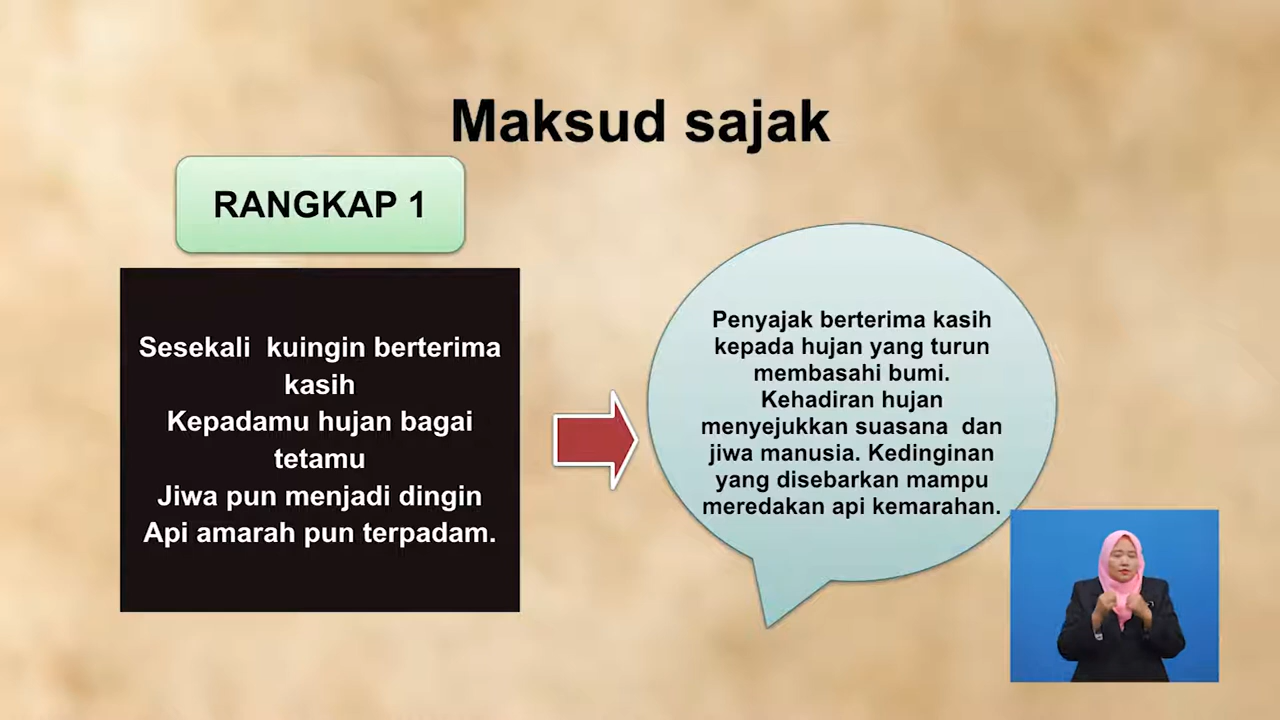 Maksud sajak
RANGKAP 1
Sesekali  kuingin berterima
kasih
Kepadamu hujan bagai
tetamu
Jiwa pun menjadi dingin
Api amarah pun terpadam.
Penyajak berterima kasih
kepada hujan yang turun
membasahi bumi.
Kehadiran hujan
menyejukkan suasana  dan
jiwa manusia. Kedinginan
yang disebarkan mampu
meredakan api kemarahan.